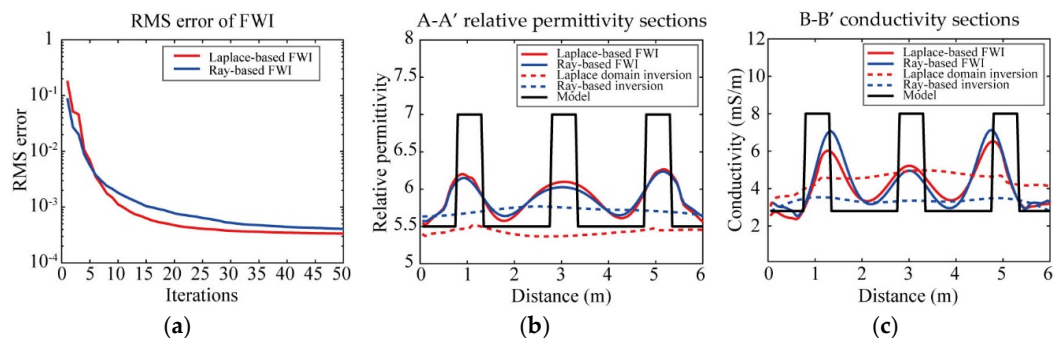 RMS error of FWI
1
10-1
10-2
10-3
10-4
RMS error
0 5 10 15 20 25 30 35 40 45 50
Iterations
Laplace-based FWI
Ray-based FWI
(a)
A-A' relative permittivity sections
8
7.5
7
6.5
6
5.5
5
Relative permittivity
0 1 2 3 4 5 6
Distance (m)
Laplace-based FWI
Ray-based FWI
Laplace domain inversion
Ray-based inversion
Model
(b)
B-B' conductivity sections
12
10
8
6
4
2
Conductivity (mS/m)
0 1 2 3 4 5 6
Distance (m)
Laplace-based FWI
Ray-based FWI
Laplace domain inversion
Ray-based inversion
Model
(c)